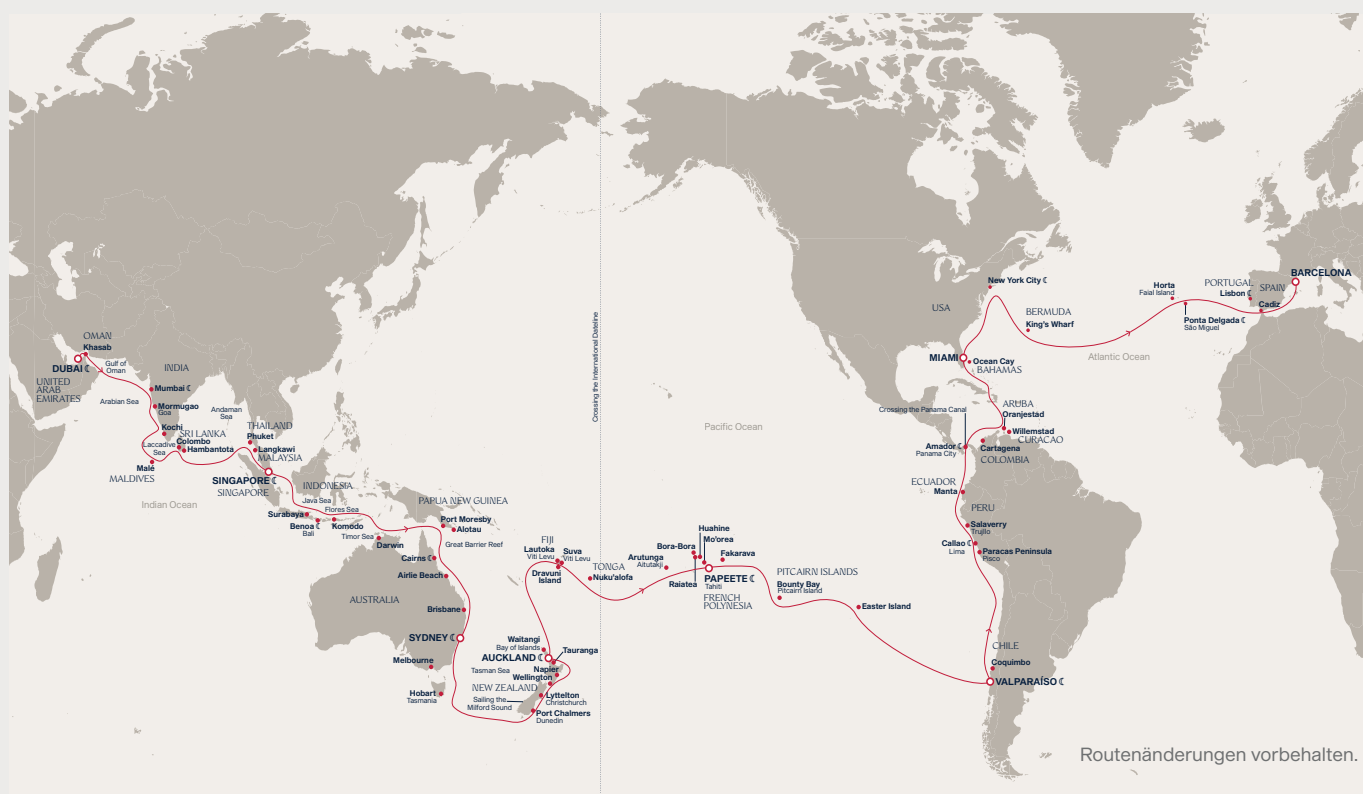 OMAN
Khasab
DUBAI
Gulf of
Oman
UNITED
ARAB
EMIRATES
Arabian Sea
INDIA
Mumbai
Mormugao
Goa
Andaman
Sea
Kochi
SRI LANKA
Colombo
Hambantota
Laccadive
Sea
Malé
MALDIVES
Indian Ocean
THAILAND
Phuket
Langkawi
MALAYSIA
SINGAPORE
SINGAPORE
INDONESIA
Java Sea
Flores Sea
Surabaya
Benoa
Bali
Komodo
Timor Sea
Darwin
PAPUA NEW GUINEA
Port Moresby
Alotau
Great Barrier Reef
Cairns
Airlie Beach
AUSTRALIA
Brisbane
SYDNEY
Melbourne
Hobart
Tasmania
Tasman Sea
Waitangi
Bay of Islands
AUCKLAND
Tauranga
Napier
Wellington
NEW ZEALAND
Sailing the
Milford Sound
Lyttelton
Christchurch
Port Chalmers
Dunedin
FIJI
Lautoka
Viti Levu
Suva
Viti Levu
Dravuni
Island
TONGA
Nuku'alofa
Crossing the International Dateline
Pacific Ocean
Arutunga
Aitutakji
Bora-Bora
Huahine
Mo'orea
Raiatea
Fakarava
PAPEETE
Tahiti
FRENCH
POLYNESIA
PITCAIRN ISLANDS
Bounty Bay
Pitcairn Island
Easter Island
CHILE
Coquimbo
VALPARAÍSO
PERU
Salaverry
Trujillo
Callao
Lima
Paracas Peninsula
Pisco
ECUADOR
Manta
Crossing the Panama Canal
Amador
Panama City
Cartagena
COLOMBIA
ARUBA
Oranjestad
Willemstad
CURACAO
MIAMI
Ocean Cay
BAHAMAS
USA
New York City
BERMUDA
King's Wharf
Atlantic Ocean
Horta
Faial Island
Ponta Delgada
São Miguel
PORTUGAL
Lisbon
SPAIN
Cadiz
BARCELONA
Routenänderungen vorbehalten.